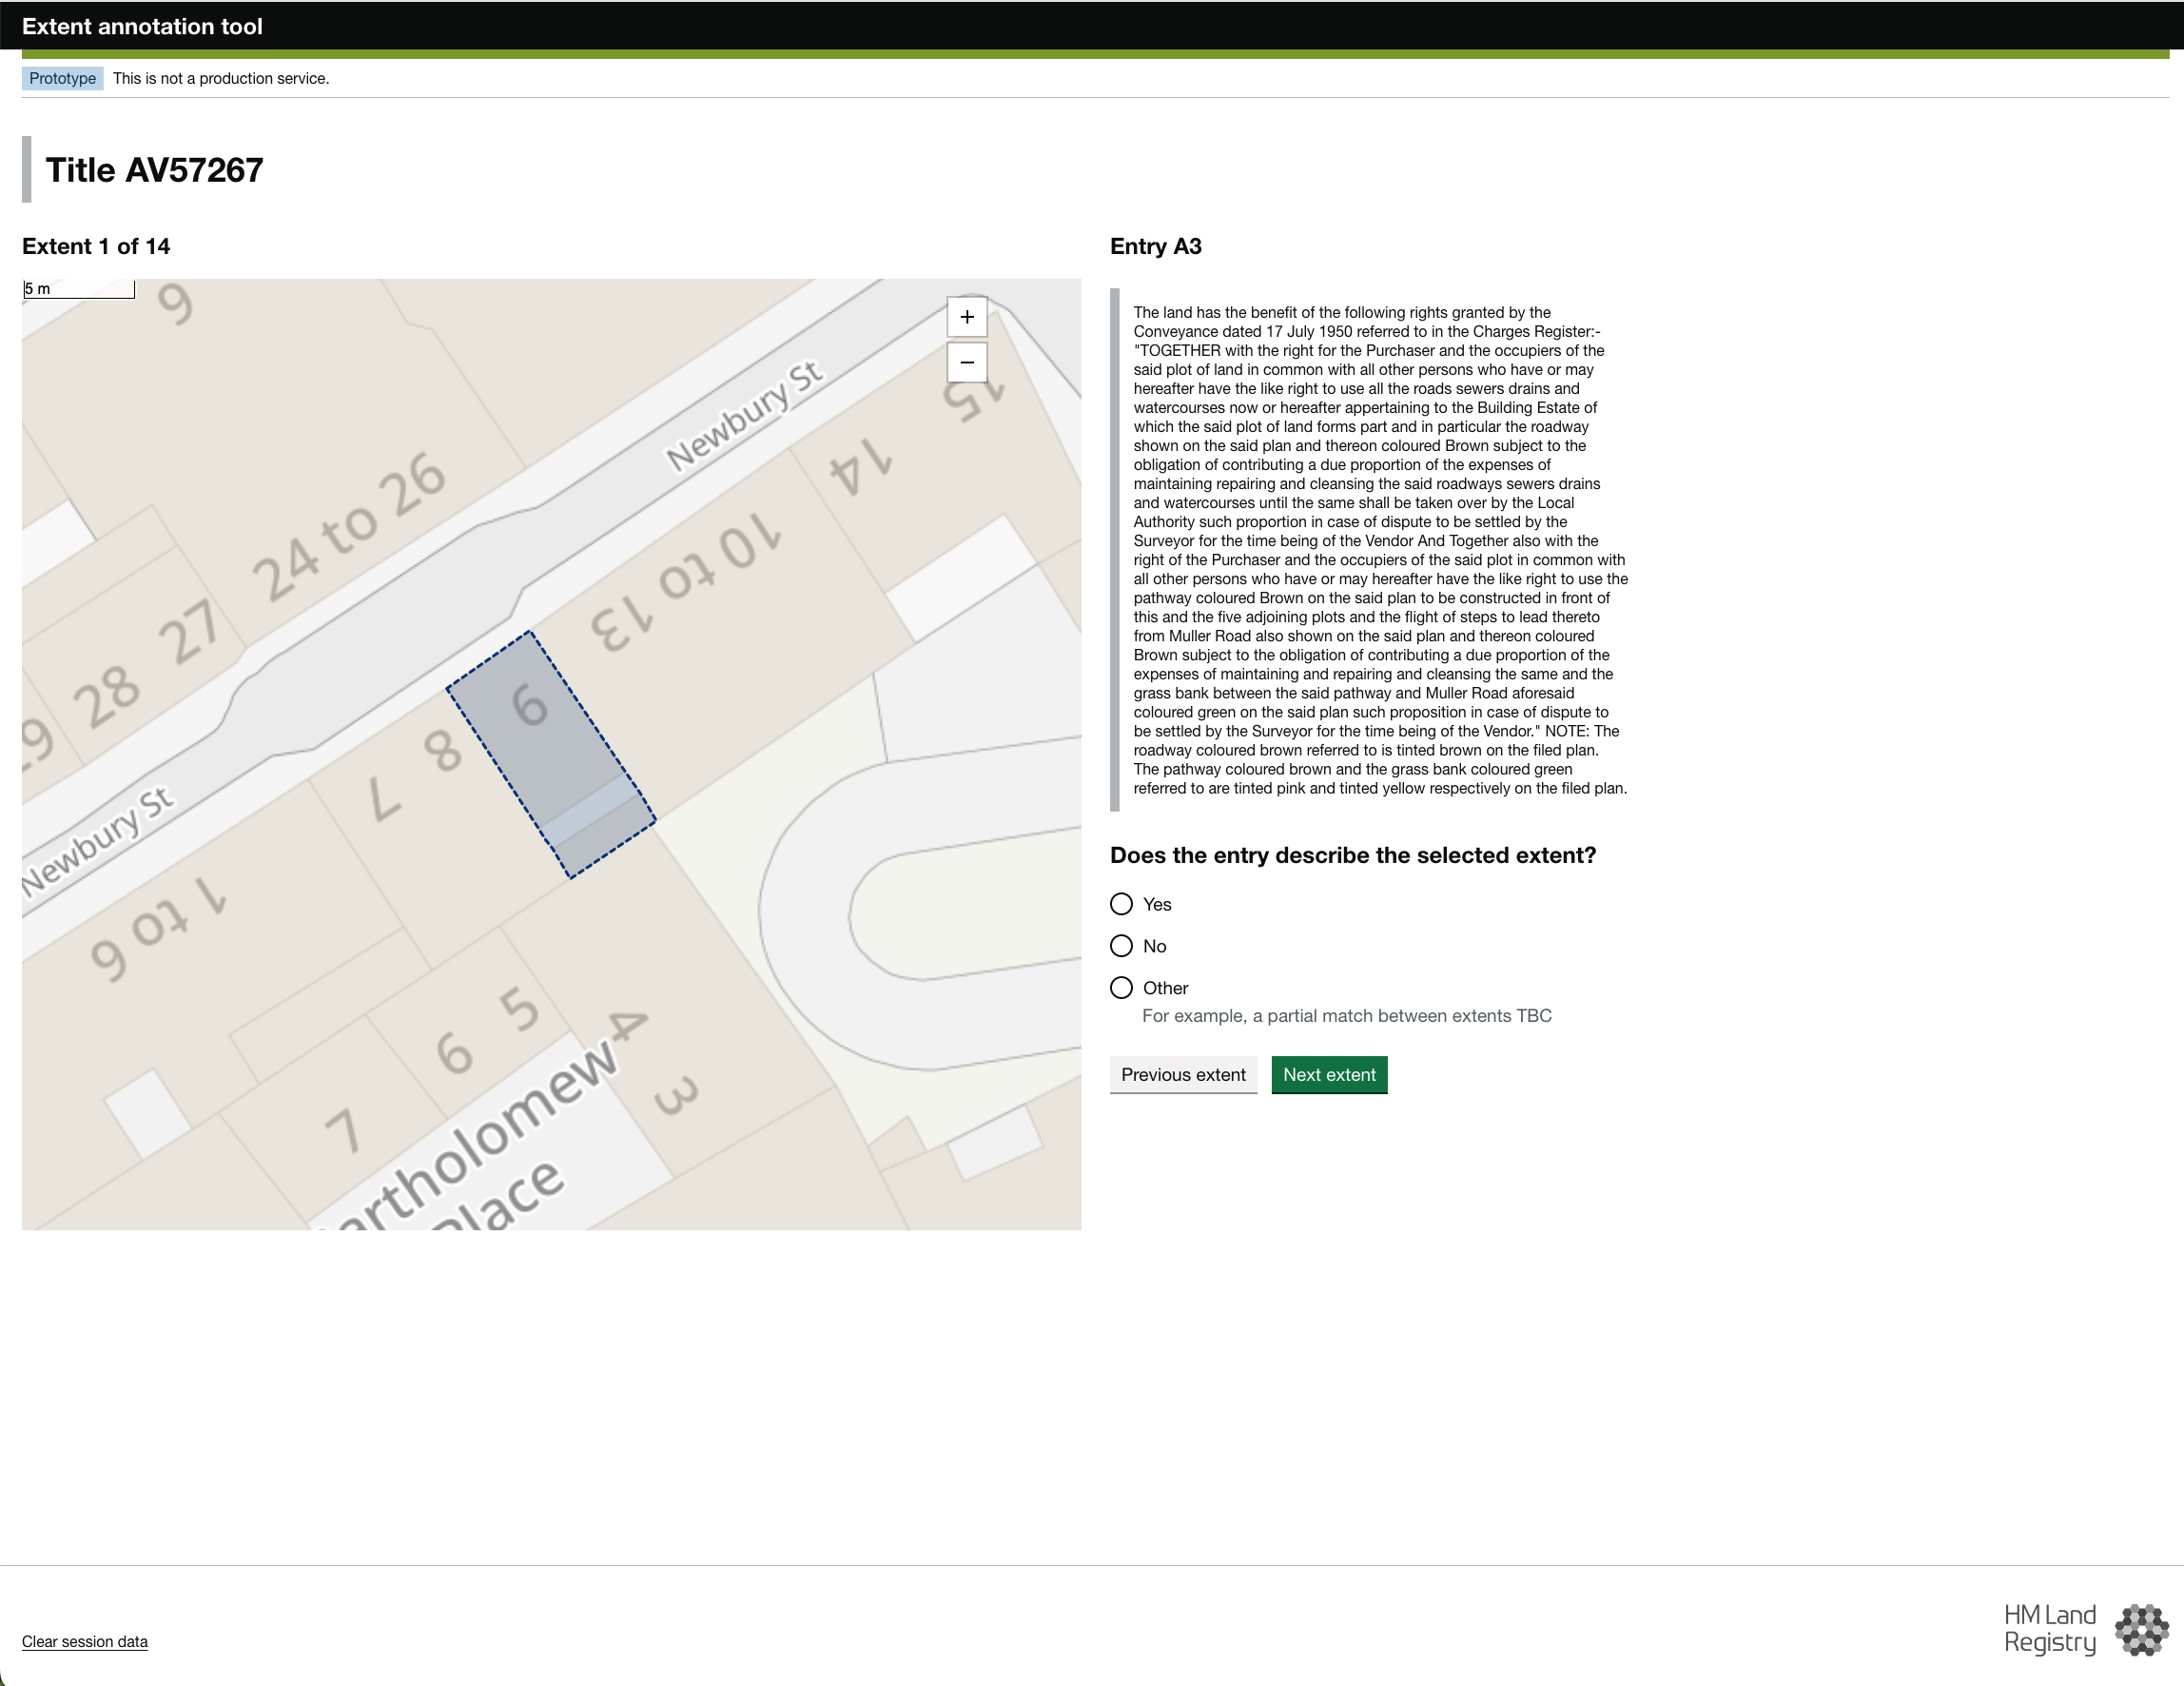 Extent annotation tool
Prototype This is not a production service.
Title AV57267
Extent 1 of 14
5 m
9
Newbury St
15
14
24 to 26
10 to 13
27
28
9
8
7
Newbury St
1 to 6
5
4
6
3
7
artholomew
Place
Entry A3
The land has the benefit of the following rights granted by the
Conveyance dated 17 July 1950 referred to in the Charges Register:-
"TOGETHER with the right for the Purchaser and the occupiers of the
said plot of land in common with all other persons who have or may
hereafter have the like right to use all the roads sewers drains and
watercourses now or hereafter appertaining to the Building Estate of
which the said plot of land forms part and in particular the roadway
shown on the said plan and thereon coloured Brown subject to the
obligation of contributing a due proportion of the expenses of
maintaining repairing and cleansing the said roadways sewers drains
and watercourses until the same shall be taken over by the Local
Authority such proportion in case of dispute to be settled by the
Surveyor for the time being of the Vendor And Together also with the
right of the Purchaser and the occupiers of the said plot in common with
all other persons who have or may hereafter have the like right to use the
pathway coloured Brown on the said plan to be constructed in front of
this and the five adjoining plots and the flight of steps to lead thereto
from Muller Road also shown on the said plan and thereon coloured
Brown subject to the obligation of contributing a due proportion of the
expenses of maintaining and repairing and cleansing the same and the
grass bank between the said pathway and Muller Road aforesaid
coloured green on the said plan such proposition in case of dispute to
be settled by the Surveyor for the time being of the Vendor." NOTE: The
roadway coloured brown referred to is tinted brown on the filed plan.
The pathway coloured brown and the grass bank coloured green
referred to are tinted pink and tinted yellow respectively on the filed plan.
Does the entry describe the selected extent?
Yes
No
Other
For example, a partial match between extents TBC
Previous extent Next extent
Clear session data
HM Land
Registry